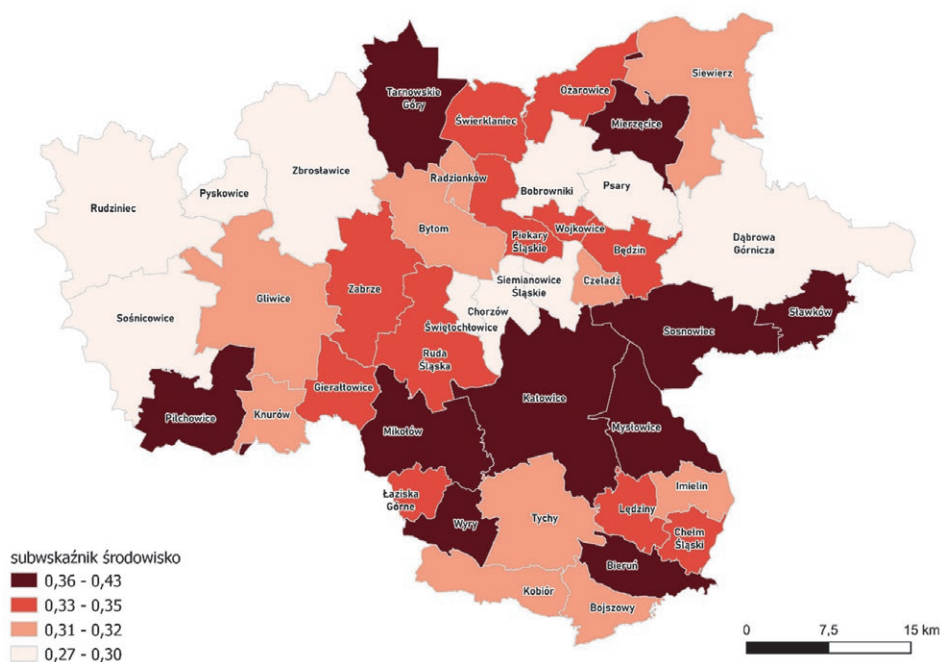 Siewierz
Tarnowskie
Góry
Ożarowice
Świerklaniec
Mierzęcice
Zbrosławice
Radzionków
Pyskowice
Bobrowniki
Psary
Rudziniec
Bytom
Piekary
Śląskie
Wojkowice
Będzin
Dąbrowa
Górnicza
Siemianowice
Śląskie
Czeladź
Zabrze
Gliwice
Chorzów
Sośnicowice
Świętochłowice
Sosnowiec
Sławków
Ruda
Śląska
Gierałtowice
Katowice
Pilchowice
Knurów
Mikołów
Mysłowice
Imielin
Łaziska
Górne
Lędziny
Wyry
Tychy
Chełm
Śląski
Bieruń
Kobiór
Bojszowy
subwskaźnik środowisko
0,36 - 0,43
0,33 - 0,35
0,31 - 0,32
0,27 - 0,30
0 7,5 15 km